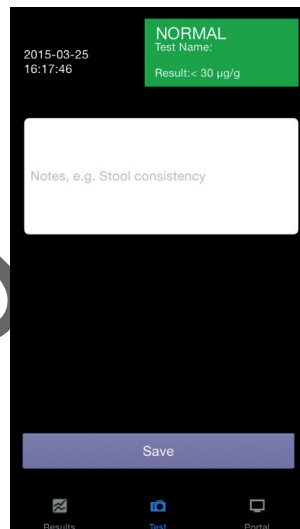 NORMAL
Test Name:
2015-03-25
16:17:46
Result:< 30 µg/g
Notes, e.g. Stool consistency
Save
Results
Test
Portal